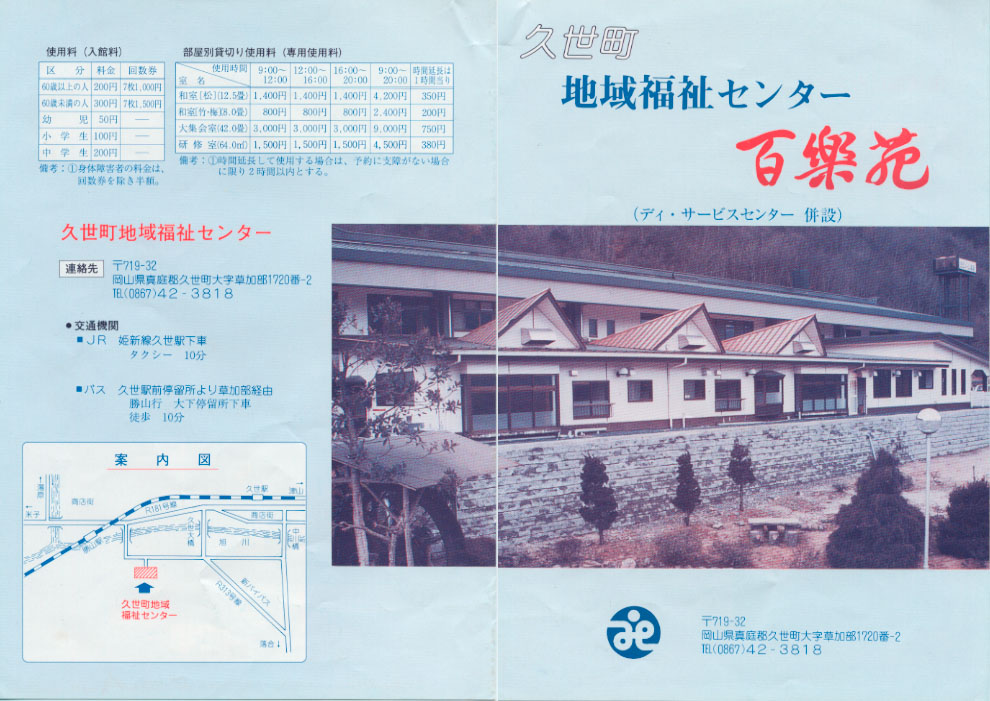 使用料（入館料）
区　分 料金 回数券
60歳以上の人 200円 7枚1,000円
60歳未満の人 300円 7枚1,500円
幼　児 50円 ──
小　学　生 100円 ──
中　学　生 200円 ──
備考：①身体障害者の料金は、
回数券を除き半額。
部屋別貸切り使用料（専用使用料）
使用時間 室　名 9:00～12:00 12:00～16:00 16:00～20:00 9:00～20:00 時間延長は1時間当り
和室〔松〕(12.5畳) 1,400円 1,400円 1,400円 4,200円 350円
和室〔竹・梅〕(8.0畳) 800円 800円 800円 2,400円 200円
大集会室(42.0畳) 3,000円 3,000円 3,000円 9,000円 750円
研　修　室(64.0㎡) 1,500円 1,500円 1,500円 4,500円 380円
備考：①時間延長して使用する場合は、予約に支障がない場合
に限り2時間以内とする。
久世町地域福祉センター
連絡先
〒719-32
岡山県真庭郡久世町大字草加部1720番-2
TEL(0867)42-3818
●交通機関
■JR　姫新線久世駅下車
タクシー　10分
■バス　久世駅前停留所より草加部経由
勝山行　大下停留所下車
徒歩　10分
案　内　図
↑湯原
商店街
久世駅
津山→
←米子
R181号線
商店街
勝山
久世大橋
旭　川
中川橋
新バイパス
R313号線
久世町地域
福祉センター
落合↓
久世町
地域福祉センター
百樂苑
（ディ・サービスセンター 併設）
〒719-32
岡山県真庭郡久世町大字草加部1720番-2
TEL(0867)42-3818